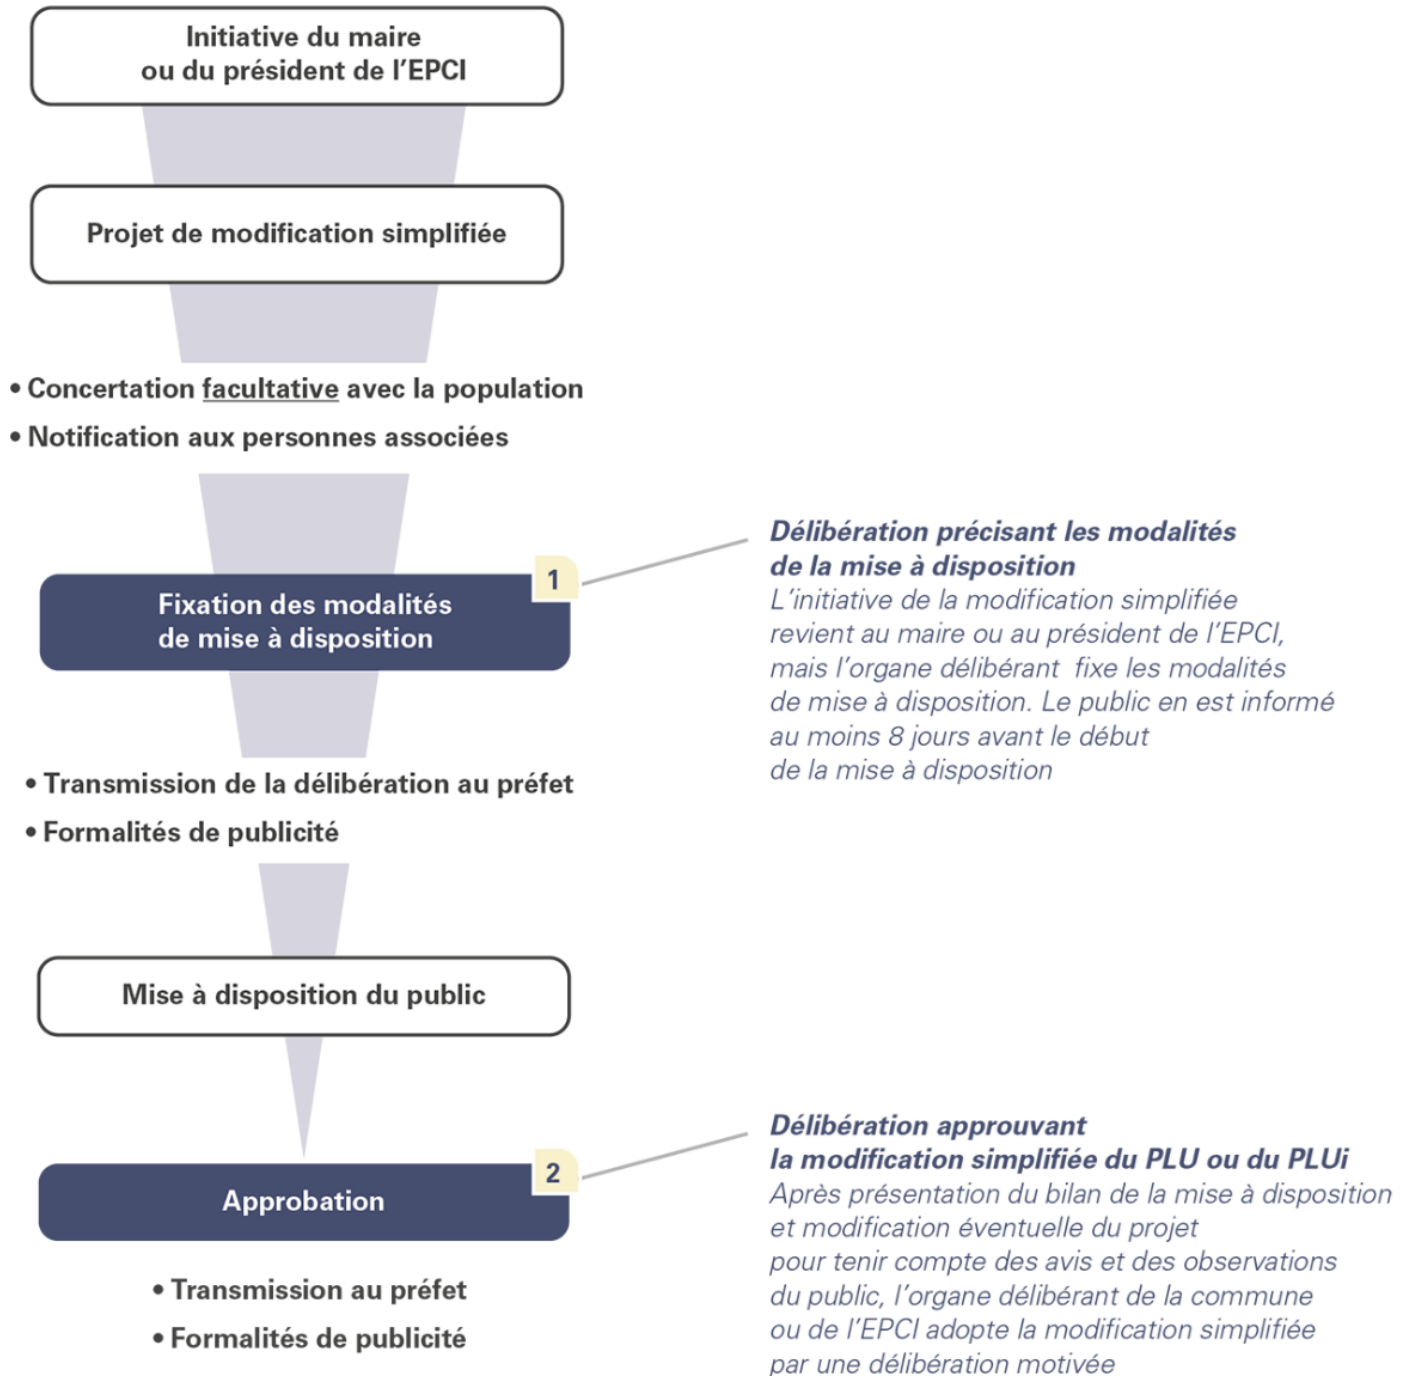 Initiative du maire
ou du président de l'EPCI
Projet de modification simplifiée
• Concertation facultative avec la population
• Notification aux personnes associées
1
Fixation des modalités
de mise à disposition
Délibération précisant les modalités
de la mise à disposition
L'initiative de la modification simplifiée
revient au maire ou au président de l'EPCI,
mais l'organe délibérant fixe les modalités
de mise à disposition. Le public en est informé
au moins 8 jours avant le début
de la mise à disposition
• Transmission de la délibération au préfet
• Formalités de publicité
Mise à disposition du public
2
Approbation
Délibération approuvant
la modification simplifiée du PLU ou du PLUi
Après présentation du bilan de la mise à disposition
et modification éventuelle du projet
pour tenir compte des avis et des observations
du public, l'organe délibérant de la commune
ou de l'EPCI adopte la modification simplifiée
par une délibération motivée
• Transmission au préfet
• Formalités de publicité